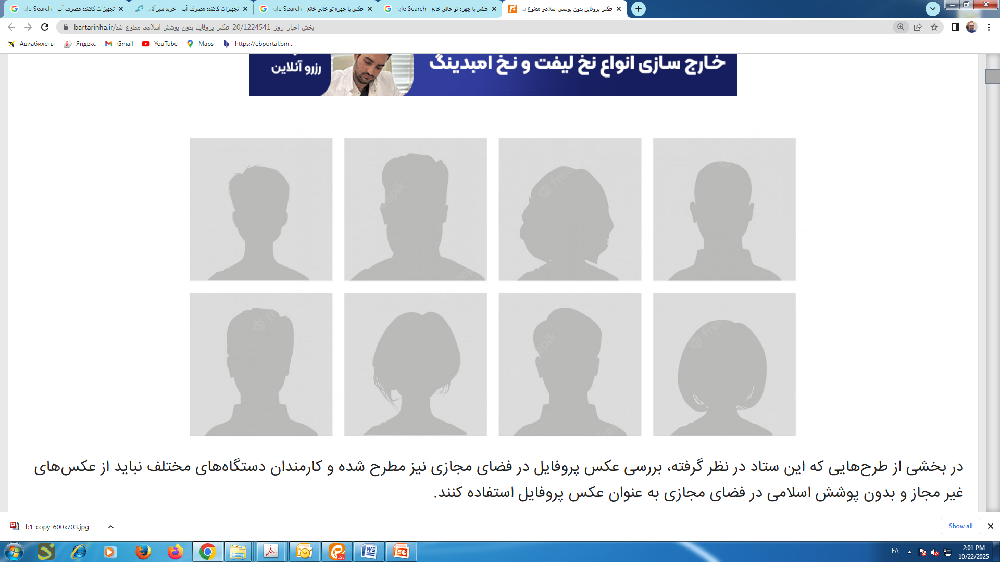 تجهیزات کاهنده مصرف آب - gle Search
تجهیزات کاهنده مصرف آب - خرید شیرآلات
عکس با چهره تو خالی خانم - gle Search
عکس با چهره تو خالی خانم - gle Search
عکس پروفایل بدون پوشش اسلامی ممنوع ش
bartarinha.ir/بخش-اخبار-روز-20/1224541-عکس-پروفایل-بدون-پوشش-اسلامی-ممنوع-شد
Авиабилеты
Яндекс
Gmail
YouTube
Maps
https://ebportal.bm...
خارج سازی انواع نخ لیفت و نخ امبدینگ
رزرو آنلاین
freepik
در بخشی از طرح‌هایی که این ستاد در نظر گرفته، بررسی عکس پروفایل در فضای مجازی نیز مطرح شده و کارمندان دستگاه‌های مختلف نباید از عکس‌های
غیر مجاز و بدون پوشش اسلامی در فضای مجازی به عنوان عکس پروفایل استفاده کنند.
b1-copy-600x703.jpg
Show all
.55
FA
2:01 PM
10/22/2025